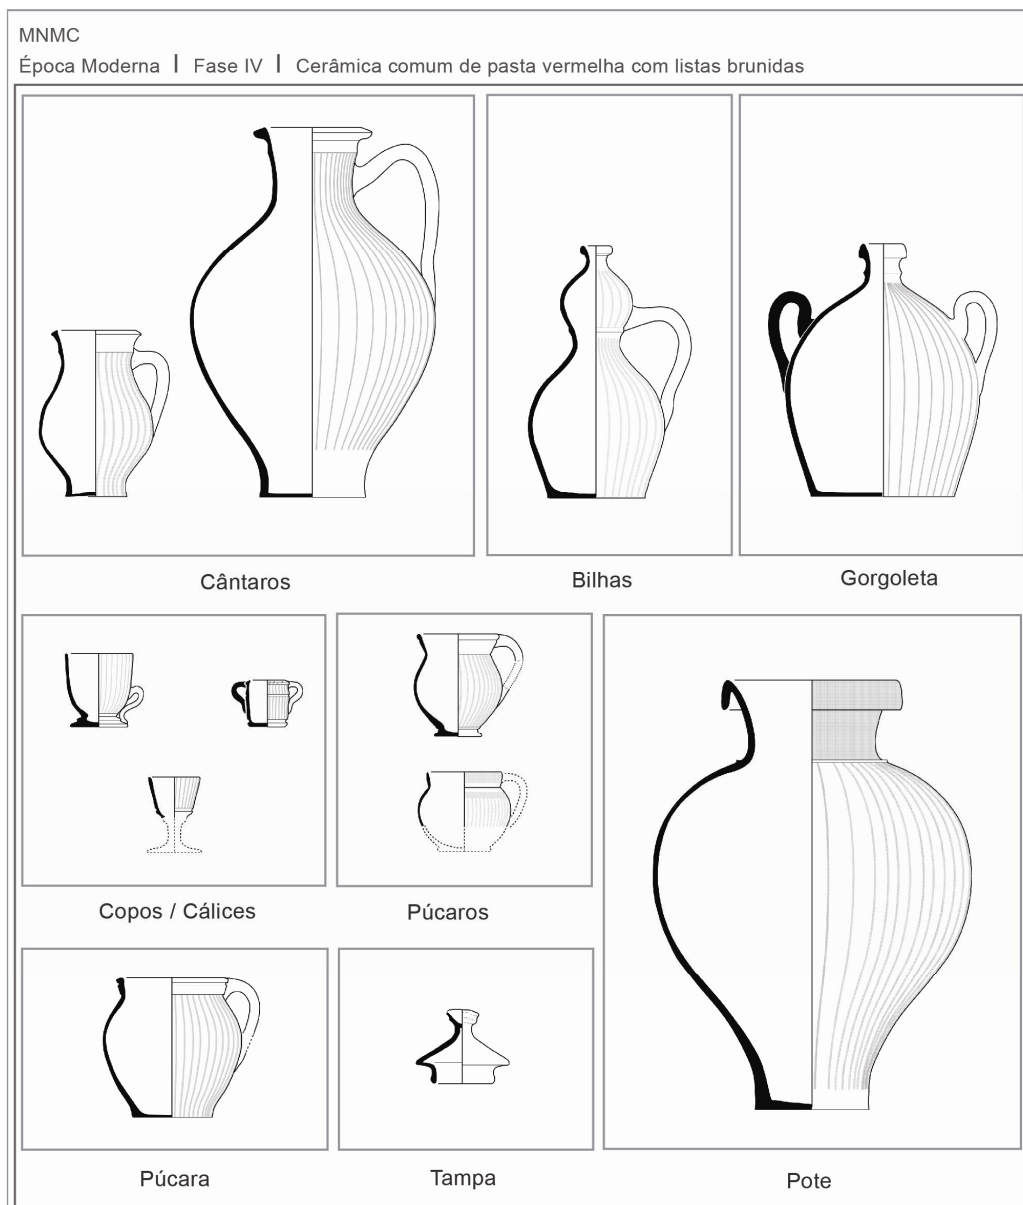 MNMC
Época Moderna | Fase IV | Cerâmica comum de pasta vermelha com listas brunidas
Cântaros
Bilhas
Gorgoleta
Copos / Cálices
Púcaros
Púcara
Tampa
Pote